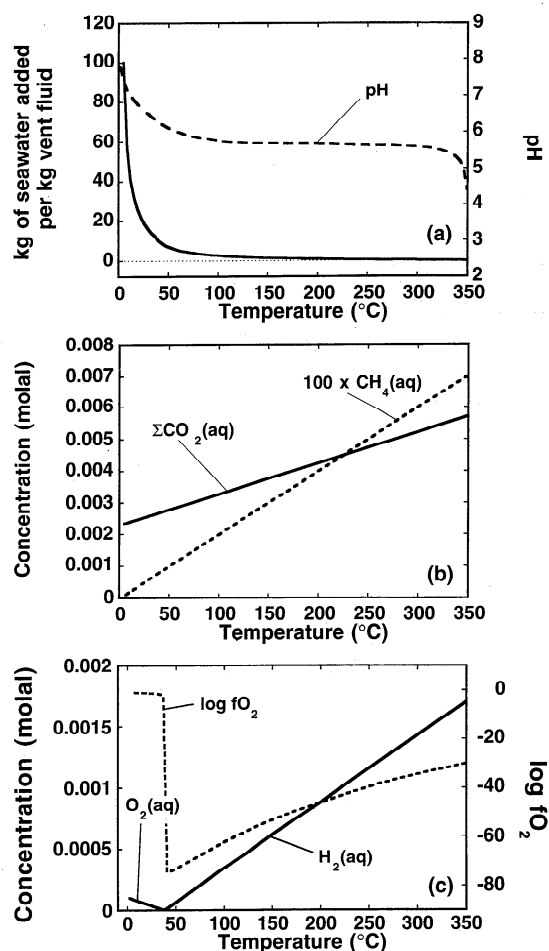 kg of seawater added
per kg vent fluid
120
100
80
60
40
20
0
pH
(a)
9
8
7
6
5
4
3
2
pH
0 50 100 150 200 250 300 350
Temperature (°C)
Concentration (molal)
0.008
0.007
0.006
0.005
0.004
0.003
0.002
0.001
0
100 x CH4(aq)
ΣCO2(aq)
(b)
0 50 100 150 200 250 300 350
Temperature (°C)
Concentration (molal)
0.002
0.0015
0.001
0.0005
0
log fO2
O2(aq)
H2(aq)
(c)
0
-20
-40
-60
-80
log fO2
0 50 100 150 200 250 300 350
Temperature (°C)